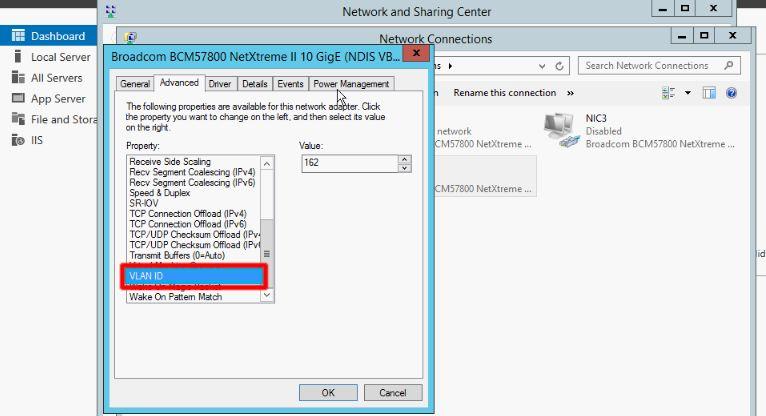 Network and Sharing Center
Network Connections
Dashboard
Local Server
All Servers
App Server
File and Stora
IIS
Broadcom BCM57800 NetXtreme II 10 GigE (NDIS VB...
General
Advanced
Driver
Details
Events
Power Management
The following properties are available for this network adapter. Click
the property you want to change on the left, and then select its value
on the right.
Property:
Value:
Receive Side Scaling
Recv Segment Coalescing (IPv4)
Recv Segment Coalescing (IPv6)
Speed & Duplex
SR-IOV
TCP Connection Offload (IPv4)
TCP Connection Offload (IPv6)
TCP/UDP Checksum Offload (IPv4
TCP/UDP Checksum Offload (IPv6
Transmit Buffers (0=Auto)
VLAN ID
Wake On Pattern Match
162
OK
Cancel
Search Network Connections
Rename this connection »
network
CM57800 NetXtreme ...
CM57800 NetXtreme ...
NIC3
Disabled
Broadcom BCM57800 NetXtreme ...
lid